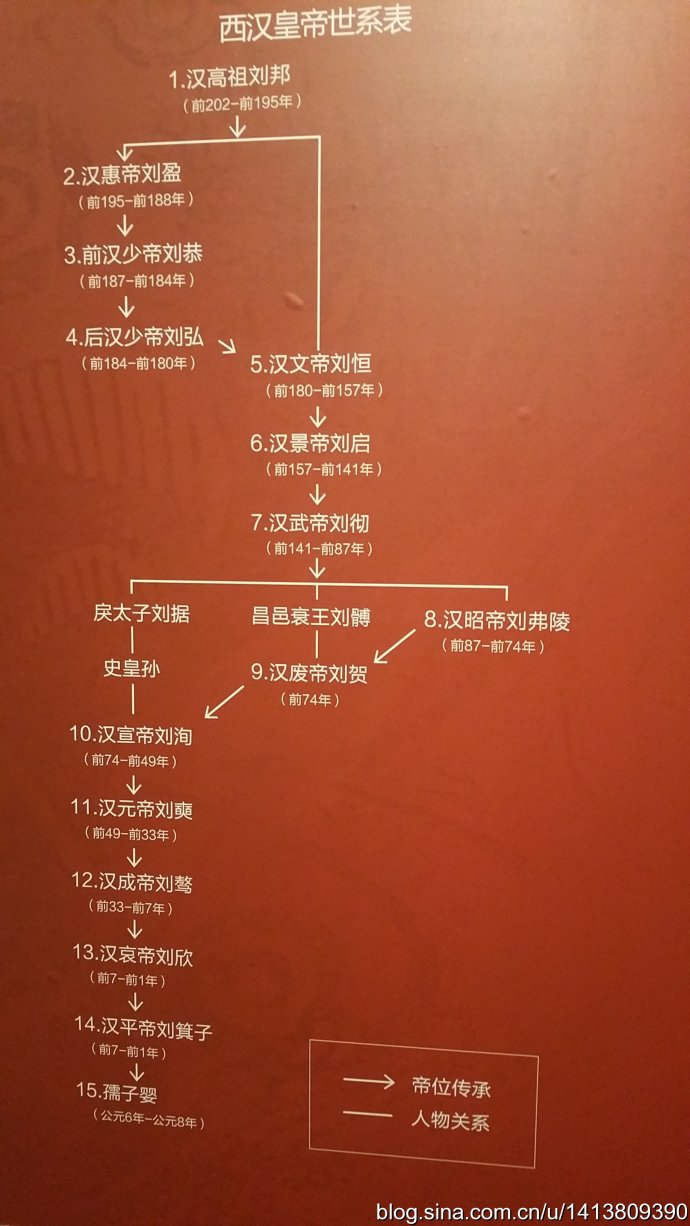 西汉皇帝世系表
1.汉高祖刘邦
（前202-前195年）
2.汉惠帝刘盈
（前195-前188年）
3.前汉少帝刘恭
（前187-前184年）
4.后汉少帝刘弘
（前184-前180年）
5.汉文帝刘恒
（前180-前157年）
6.汉景帝刘启
（前157-前141年）
7.汉武帝刘彻
（前141-前87年）
戾太子刘据
昌邑哀王刘髆
8.汉昭帝刘弗陵
（前87-前74年）
史皇孙
9.汉废帝刘贺
（前74年）
10.汉宣帝刘洵
（前74-前49年）
11.汉元帝刘奭
（前49-前33年）
12.汉成帝刘骜
（前33-前7年）
13.汉哀帝刘欣
（前7-前1年）
14.汉平帝刘箕子
（前7-前1年）
15.孺子婴
（公元6年-公元8年）
帝位传承
人物关系
blog.sina.com.cn/u/1413809390